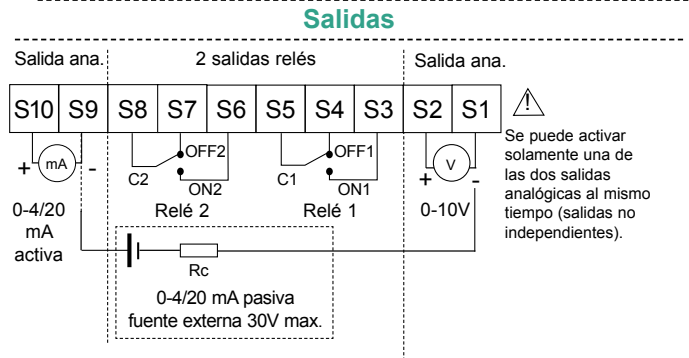 Salidas
Salida ana.
2 salidas relés
Salida ana.
S10 S9 S8 S7 S6 S5 S4 S3 S2 S1
+ mA -
OFF2
C2
ON2
OFF1
C1
ON1
+ V -
Se puede activar
solamente una de
las dos salidas
analógicas al mismo
tiempo (salidas no
independientes).
0-4/20
mA
activa
Relé 2
Relé 1
0-10V
Rc
0-4/20 mA pasiva
fuente externa 30V max.